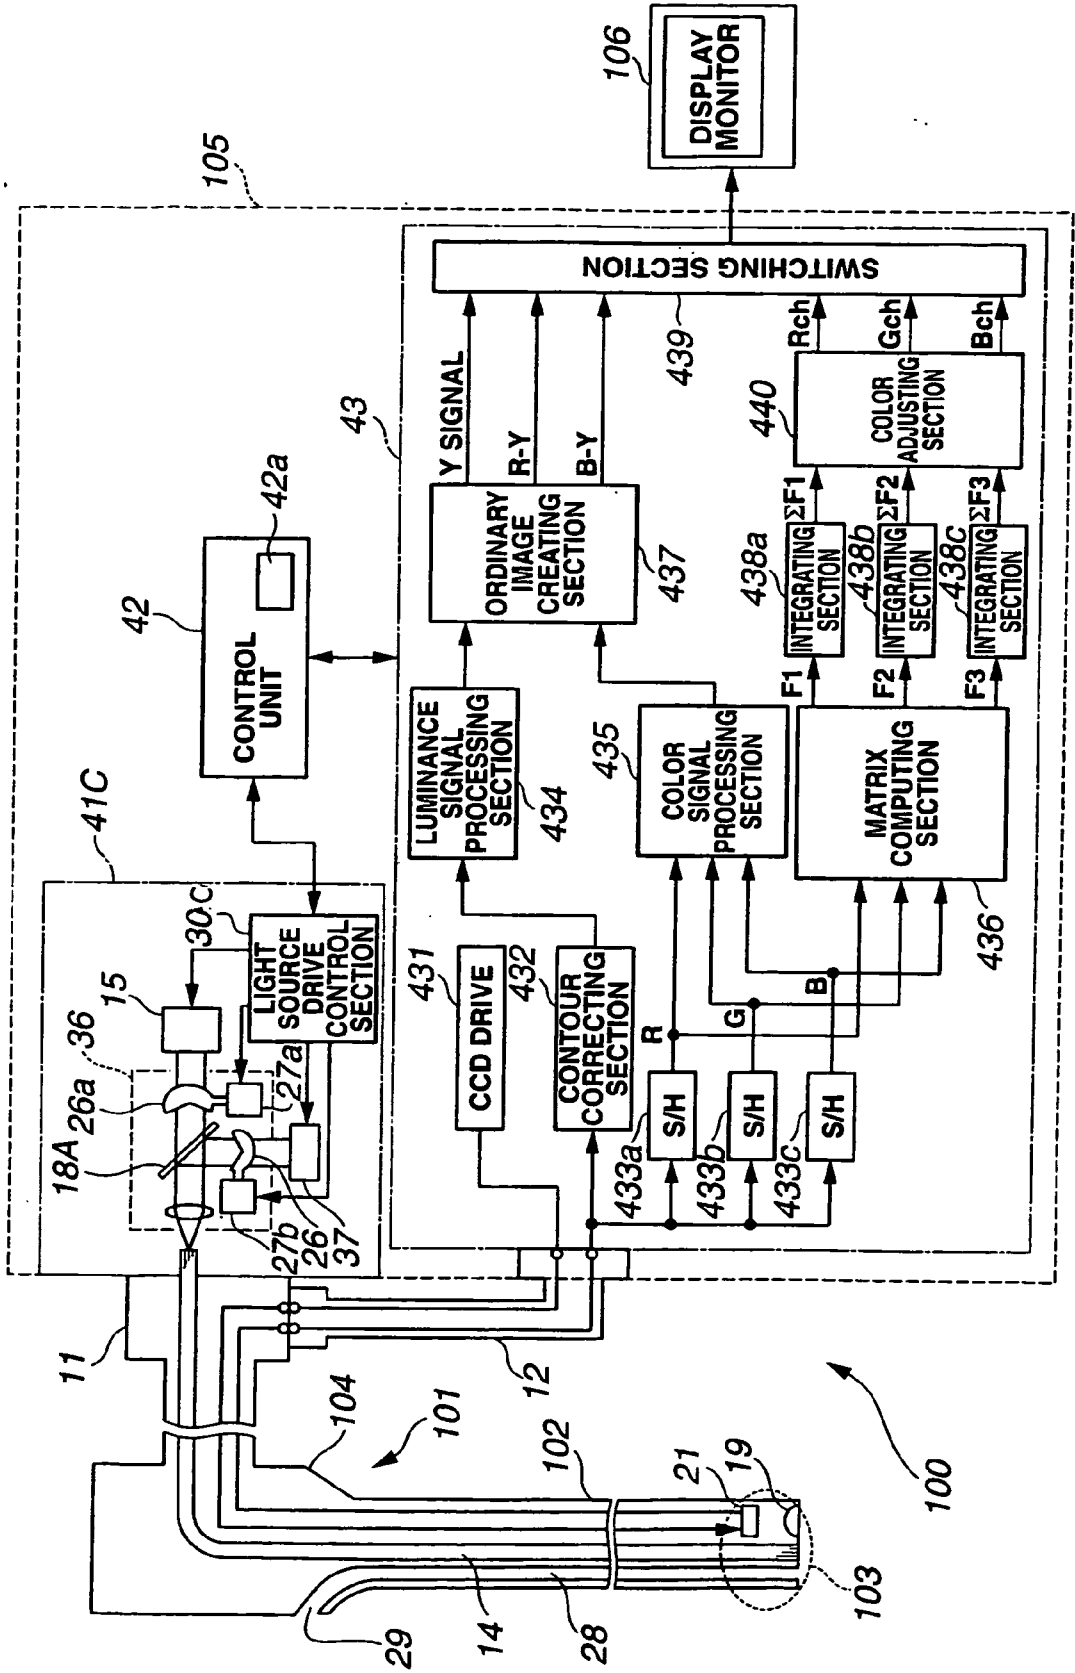 105
106
DISPLAY
MONITOR
41C
42
CONTROL
UNIT
42a
43
36
15
30C
LIGHT
SOURCE
DRIVE
CONTROL
SECTION
26a
18A
27a
27b
26
37
431
CCD DRIVE
432
CONTOUR
CORRECTING
SECTION
LUMINANCE
SIGNAL
PROCESSING
SECTION
434
ORDINARY
IMAGE
CREATING
SECTION
437
Y SIGNAL
R-Y
B-Y
SWITCHING SECTION
439
433a
S/H
433b
S/H
433c
S/H
R
G
B
435
COLOR
SIGNAL
PROCESSING
SECTION
MATRIX
COMPUTING
SECTION
436
F1
F2
F3
438a
INTEGRATING
SECTION
438b
INTEGRATING
SECTION
438c
INTEGRATING
SECTION
ΣF1
ΣF2
ΣF3
440
COLOR
ADJUSTING
SECTION
Rch
Gch
Bch
11
12
104
101
102
100
21
19
103
29
14
28